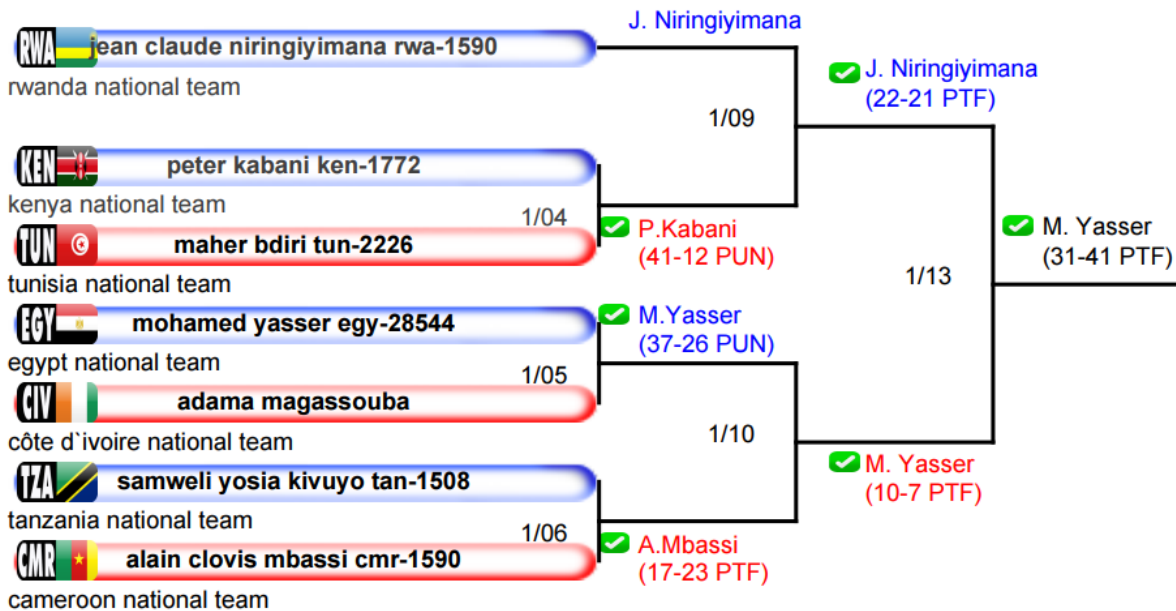 J. Niringiyimana
RWA jean claude niringiyimana rwa-1590
rwanda national team
J. Niringiyimana
(22-21 PTF)
1/09
KEN peter kabani ken-1772
kenya national team
1/04
P.Kabani
(41-12 PUN)
TUN maher bdiri tun-2226
tunisia national team
M. Yasser
(31-41 PTF)
1/13
EGY mohamed yasser egy-28544
egypt national team
M.Yasser
(37-26 PUN)
1/05
CIV adama magassouba
côte d`ivoire national team
1/10
M. Yasser
(10-7 PTF)
TZA samweli yosia kivuyo tan-1508
tanzania national team
1/06
A.Mbassi
(17-23 PTF)
CMR alain clovis mbassi cmr-1590
cameroon national team